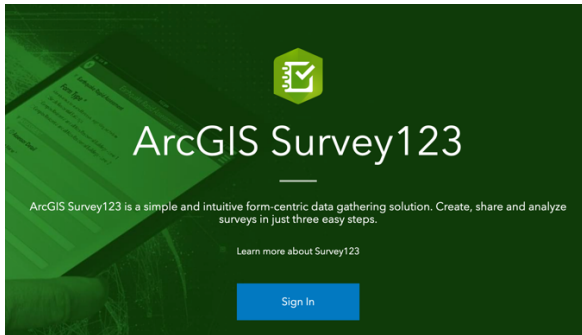 ArcGIS Survey123
ArcGIS Survey123 is a simple and intuitive form-centric data gathering solution. Create, share and analyze
surveys in just three easy steps.
Learn more about Survey123
Sign In